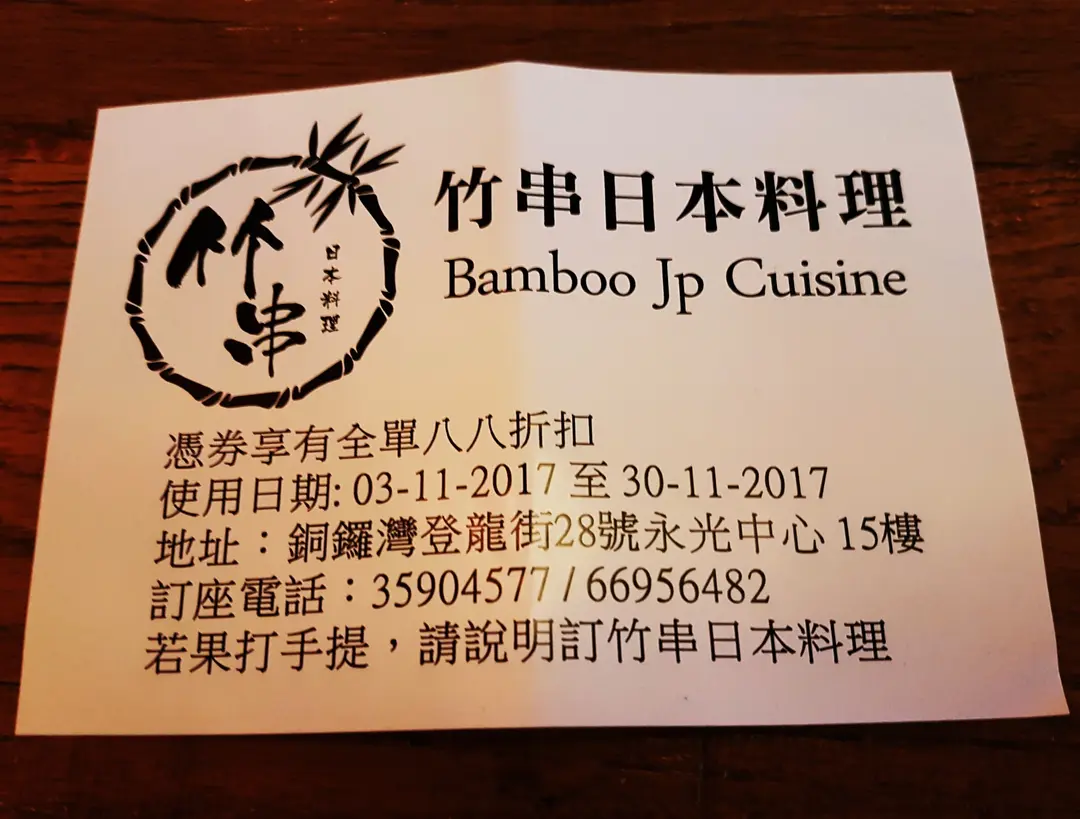 竹串
日本料理
竹串日本料理
Bamboo Jp Cuisine
憑券享有全單八八折扣
使用日期: 03-11-2017 至 30-11-2017
地址：銅鑼灣登龍街28號永光中心 15樓
訂座電話：35904577 / 66956482
若果打手提，請說明訂竹串日本料理